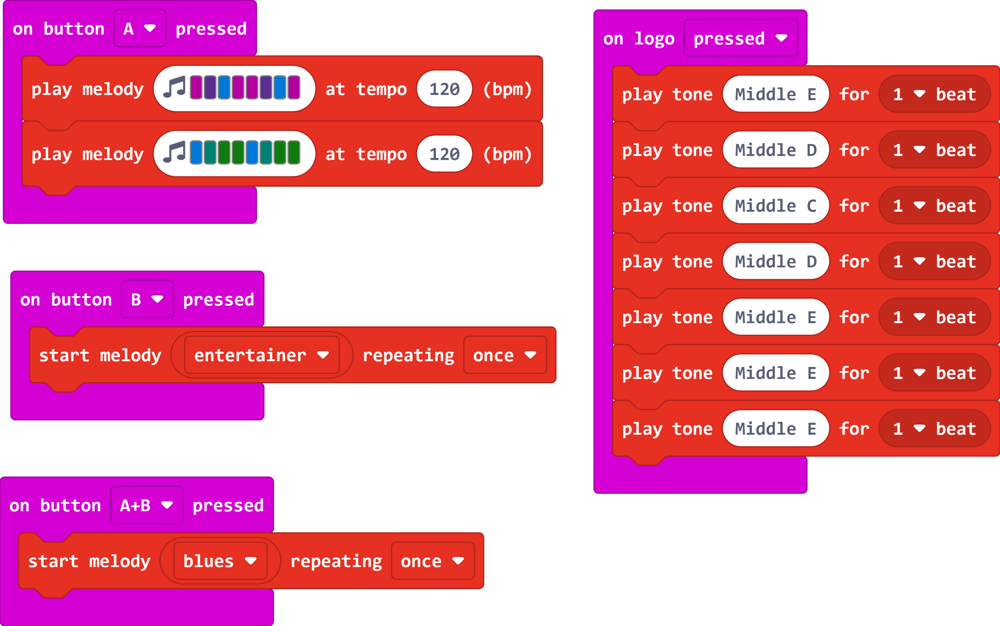 on button A pressed
play melody at tempo 120 (bpm)
play melody at tempo 120 (bpm)
on button B pressed
start melody entertainer repeating once
on button A+B pressed
start melody blues repeating once
on logo pressed
play tone Middle E for 1 beat
play tone Middle D for 1 beat
play tone Middle C for 1 beat
play tone Middle D for 1 beat
play tone Middle E for 1 beat
play tone Middle E for 1 beat
play tone Middle E for 1 beat